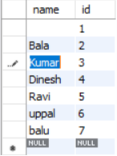 name id
1
Bala 2
Kumar 3
Dinesh 4
Ravi 5
uppal 6
balu 7
NULL NULL